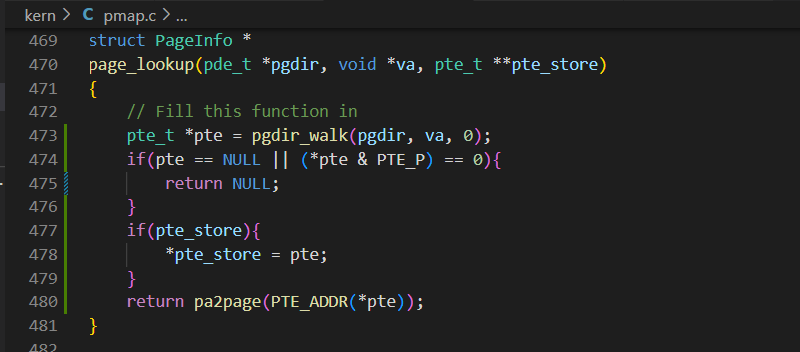 kern > C pmap.c > ...
469 struct PageInfo *
470 page_lookup(pde_t *pgdir, void *va, pte_t **pte_store)
471 {
472     // Fill this function in
473     pte_t *pte = pgdir_walk(pgdir, va, 0);
474     if(pte == NULL || (*pte & PTE_P) == 0){
475         return NULL;
476     }
477     if(pte_store){
478         *pte_store = pte;
479     }
480     return pa2page(PTE_ADDR(*pte));
481 }
482